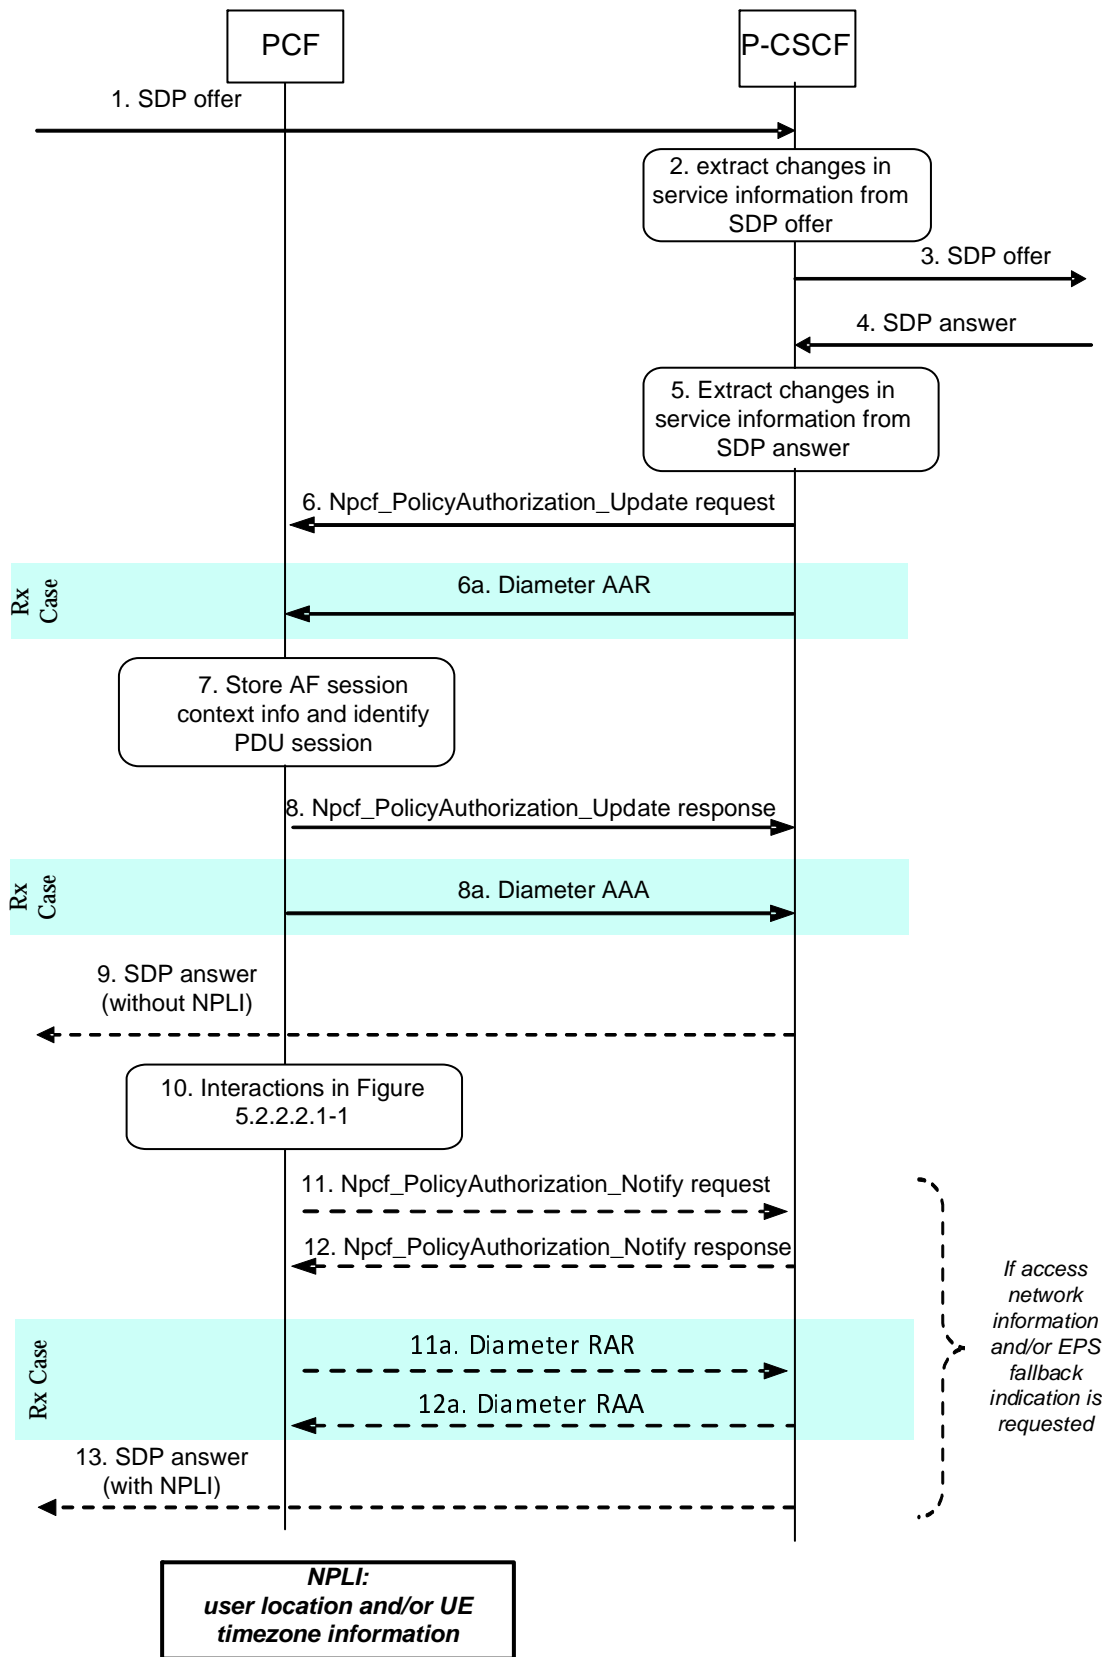 PCF
P-CSCF
1. SDP offer
2. extract changes in
service information from
SDP offer
3. SDP offer
4. SDP answer
5. Extract changes in
service information from
SDP answer
6. Npcf_PolicyAuthorization_Update request
Rx
Case
6a. Diameter AAR
7. Store AF session
context info and identify
PDU session
8. Npcf_PolicyAuthorization_Update response
Rx
Case
8a. Diameter AAA
9. SDP answer
(without NPLI)
10. Interactions in Figure
5.2.2.2.1-1
11. Npcf_PolicyAuthorization_Notify request
12. Npcf_PolicyAuthorization_Notify response
If access
network
information
and/or EPS
fallback
indication is
requested
Rx Case
11a. Diameter RAR
12a. Diameter RAA
13. SDP answer
(with NPLI)
NPLI:
user location and/or UE
timezone information